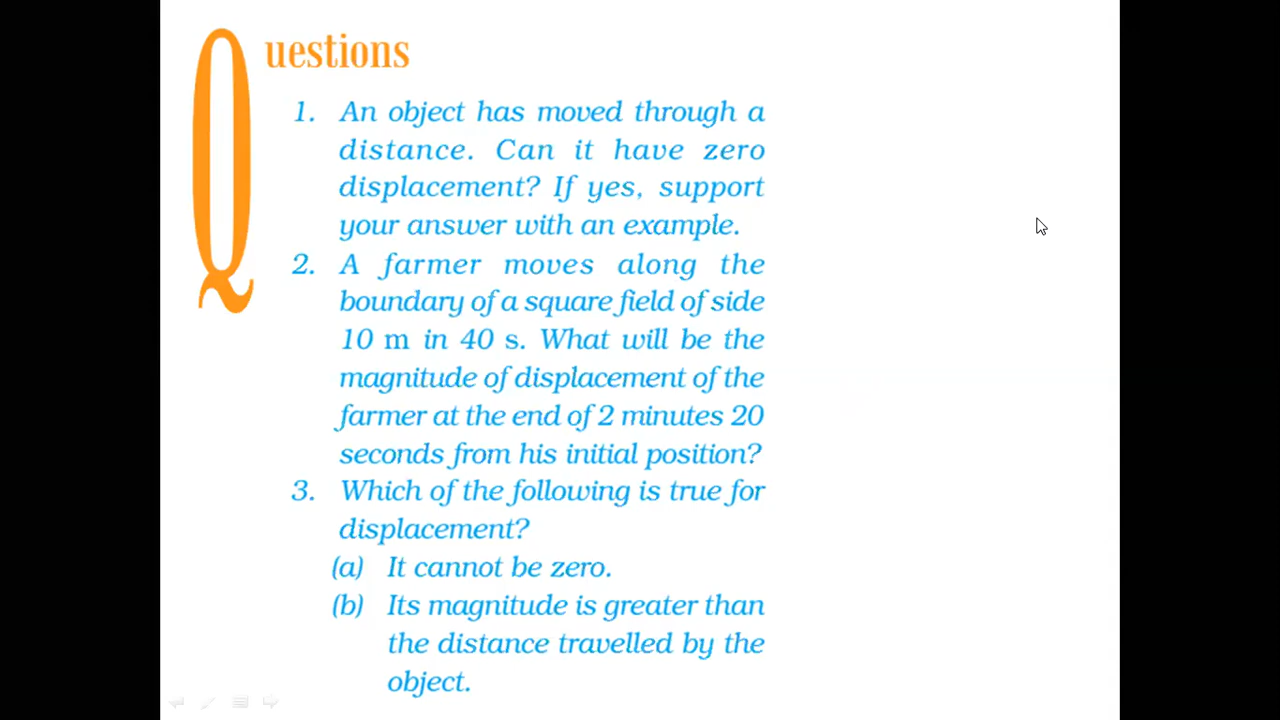 Questions
1. An object has moved through a
distance. Can it have zero
displacement? If yes, support
your answer with an example.
2. A farmer moves along the
boundary of a square field of side
10 m in 40 s. What will be the
magnitude of displacement of the
farmer at the end of 2 minutes 20
seconds from his initial position?
3. Which of the following is true for
displacement?
(a) It cannot be zero.
(b) Its magnitude is greater than
the distance travelled by the
object.